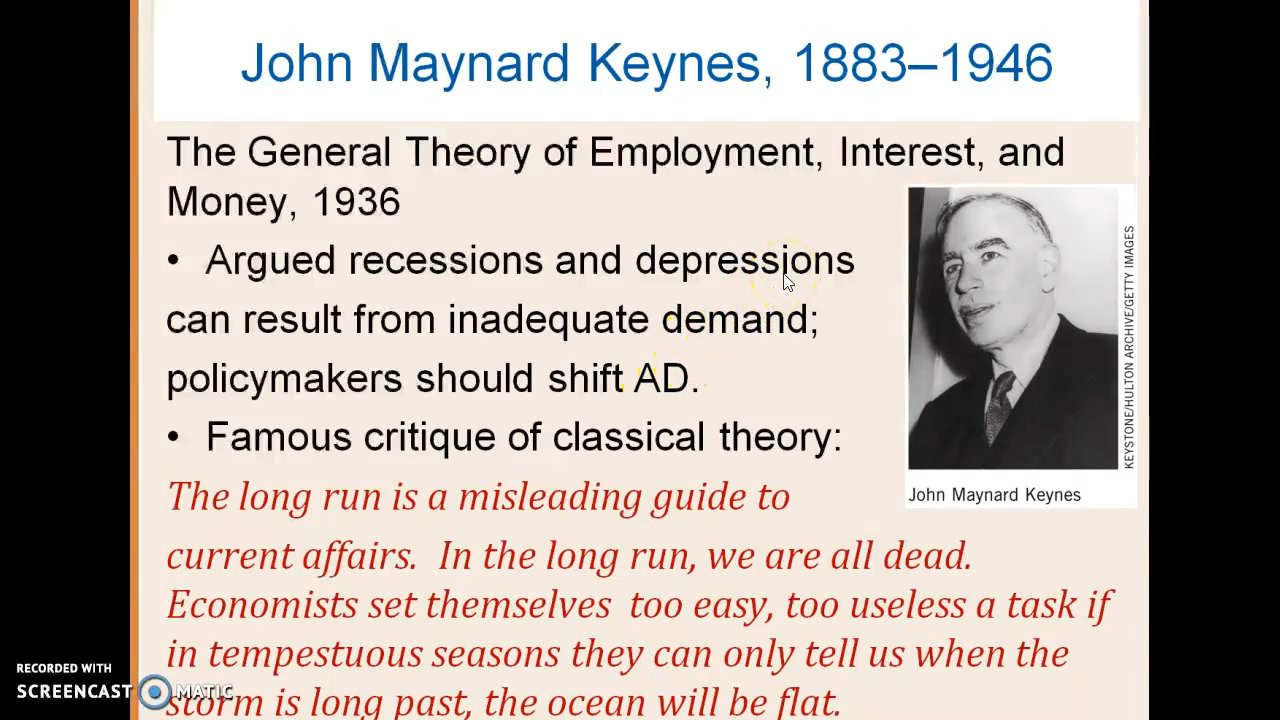 John Maynard Keynes, 1883–1946
The General Theory of Employment, Interest, and
Money, 1936
• Argued recessions and depressions
can result from inadequate demand;
policymakers should shift AD.
• Famous critique of classical theory:
The long run is a misleading guide to
current affairs. In the long run, we are all dead.
Economists set themselves too easy, too useless a task if
in tempestuous seasons they can only tell us when the
storm is long past, the ocean will be flat.
KEYSTONE/HULTON ARCHIVE/GETTY IMAGES
John Maynard Keynes
RECORDED WITH
SCREENCAST MATIC